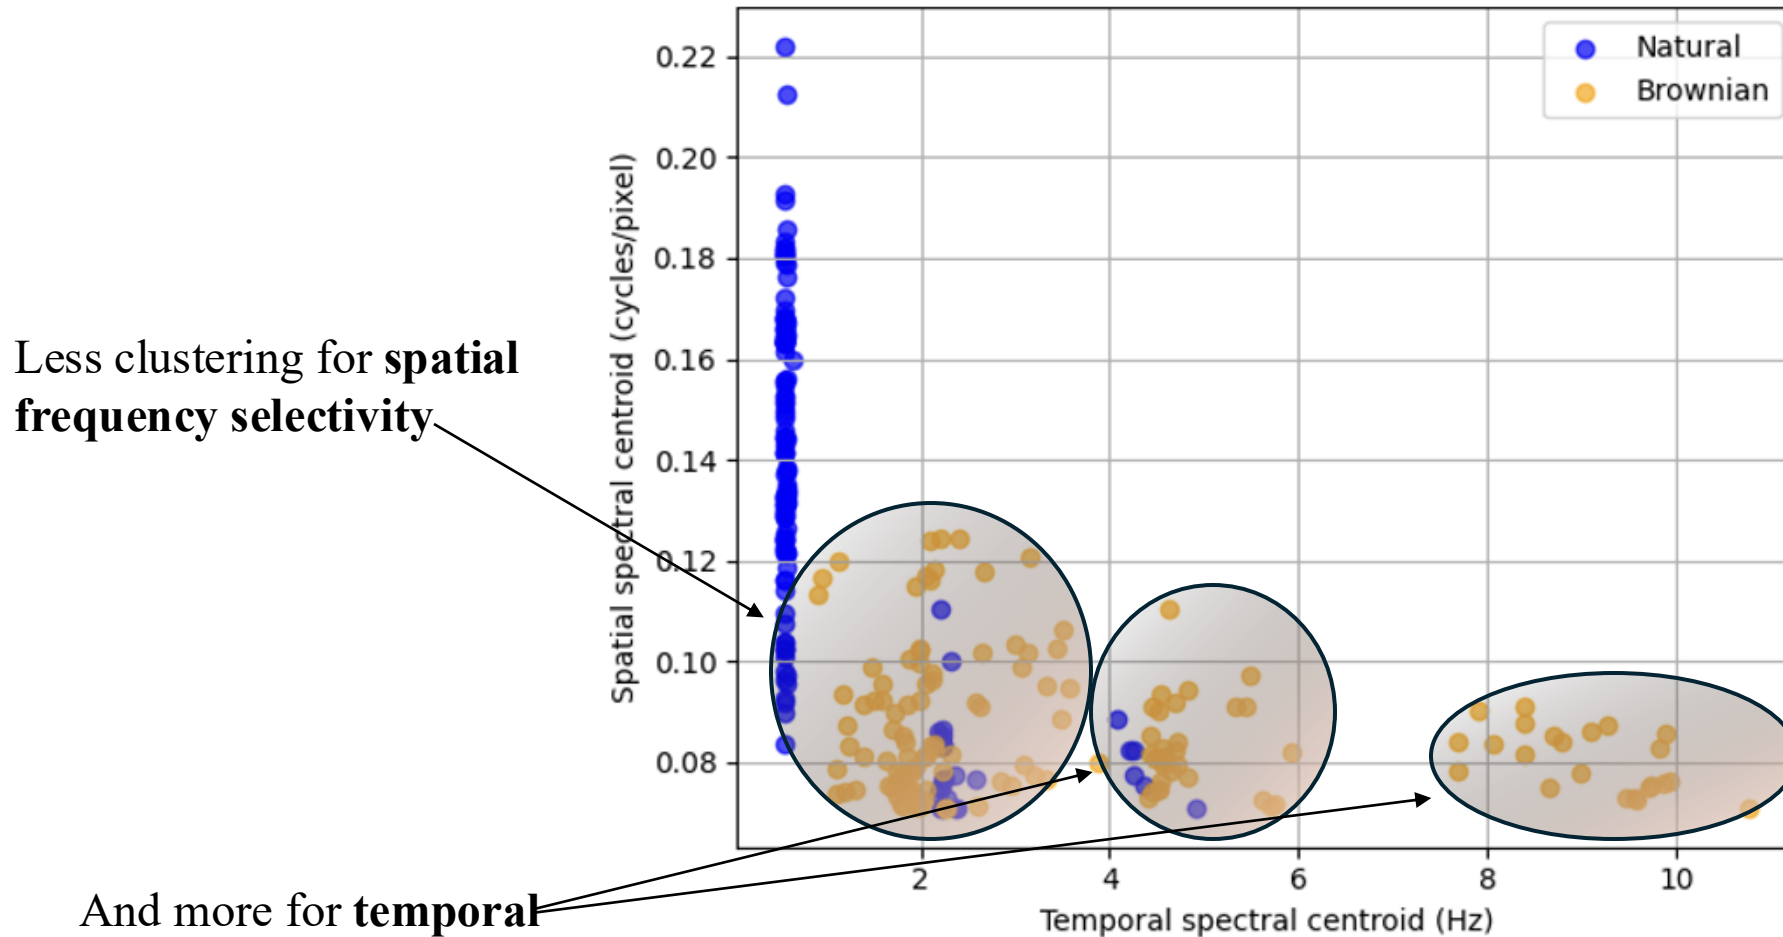 Natural
Brownian
0.22
0.20
0.18
0.16
0.14
0.12
0.10
0.08
Spatial spectral centroid (cycles/pixel)
Less clustering for spatial
frequency selectivity
And more for temporal
2 4 6 8 10
Temporal spectral centroid (Hz)